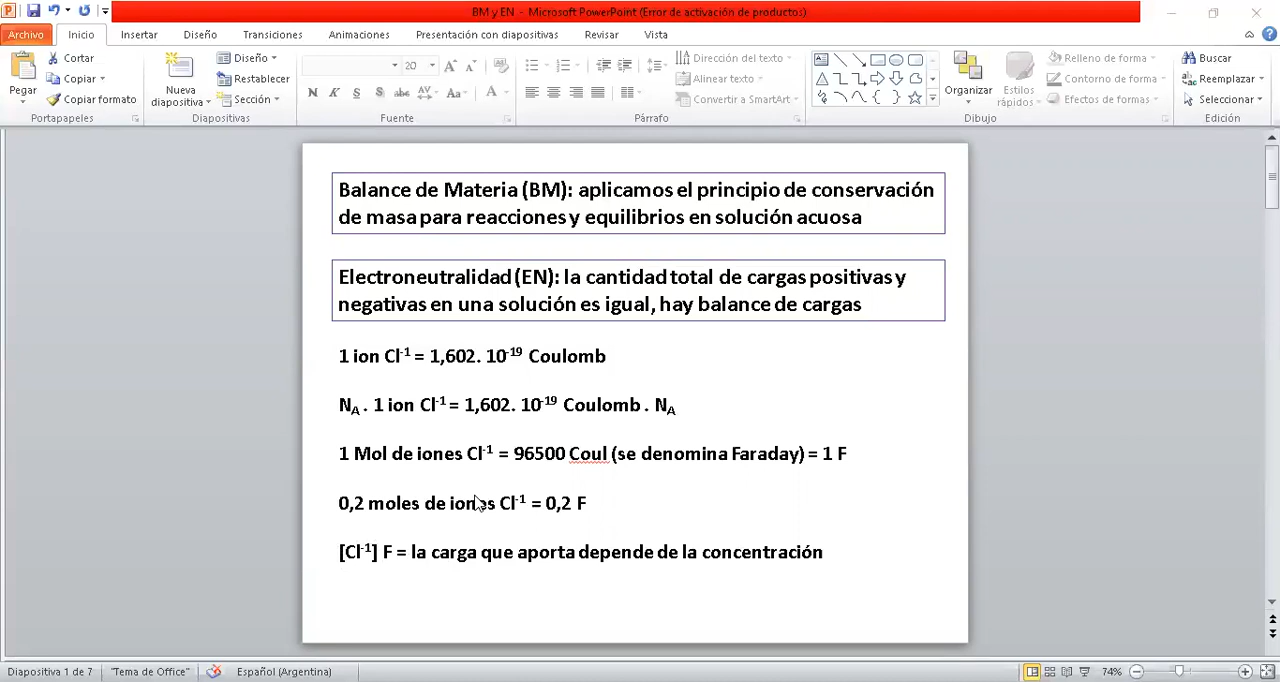 BM y EN - Microsoft PowerPoint (Error de activación de productos)
Archivo Inicio Insertar Diseño Transiciones Animaciones Presentación con diapositivas Revisar Vista
Pegar
Cortar
Copiar
Copiar formato
Portapapeles
Nueva
diapositiva
Diseño
Restablecer
Sección
Diapositivas
20
N K S S abc AV Aa A
Fuente
Dirección del texto
Alinear texto
Convertir a SmartArt
Párrafo
Organizar
Estilos
rápidos
Relleno de forma
Contorno de forma
Efectos de formas
Dibujo
Buscar
Reemplazar
Seleccionar
Edición
Balance de Materia (BM): aplicamos el principio de conservación
de masa para reacciones y equilibrios en solución acuosa
Electroneutralidad (EN): la cantidad total de cargas positivas y
negativas en una solución es igual, hay balance de cargas
1 ion Cl⁻¹ = 1,602. 10⁻¹⁹ Coulomb
N_A . 1 ion Cl⁻¹ = 1,602. 10⁻¹⁹ Coulomb . N_A
1 Mol de iones Cl⁻¹ = 96500 Coul (se denomina Faraday) = 1 F
0,2 moles de iones Cl⁻¹ = 0,2 F
[Cl⁻¹] F = la carga que aporta depende de la concentración
Diapositiva 1 de 7 "Tema de Office" Español (Argentina) 74%